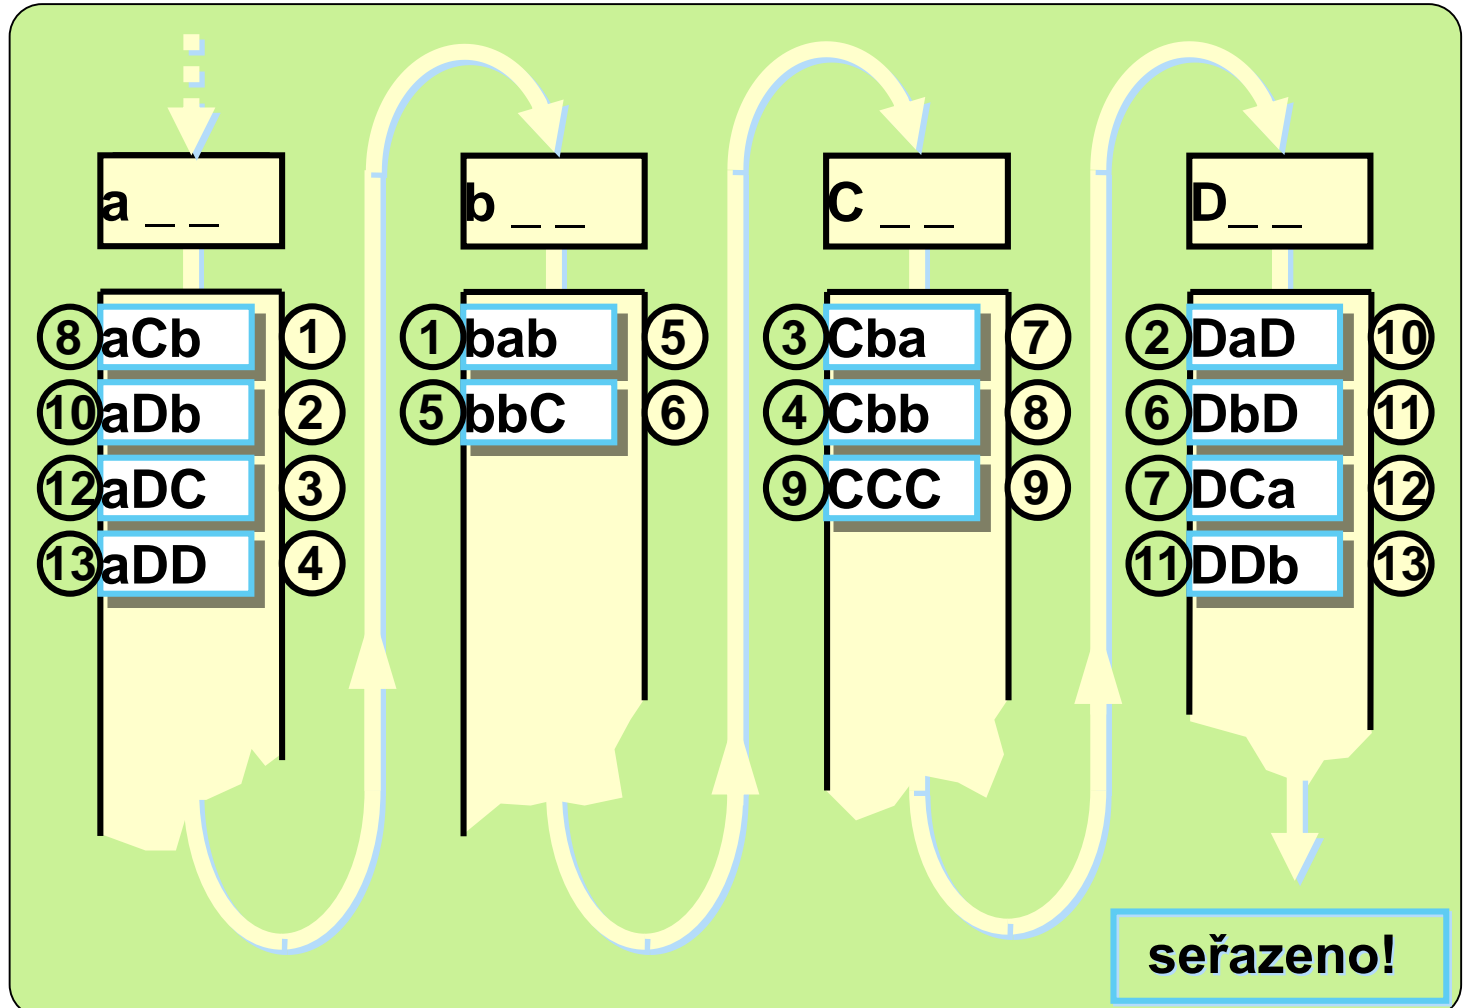 a _ _ b _ _ C _ _ D_ _
8 aCb 1 1 bab 5 3 Cba 7 2 DaD 10
10 aDb 2 5 bbC 6 4 Cbb 8 6 DbD 11
12 aDC 3 9 CCC 9 7 DCa 12
13 aDD 4 11 DDb 13
seřazeno!